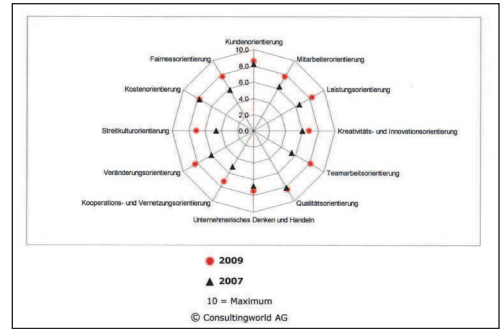 Kundenorientierung
Fairnessorientierung
Mitarbeiterorientierung
Kostenorientierung
Leistungsorientierung
Streitkulturorientierung
Kreativitäts- und Innovationsorientierung
Veränderungsorientierung
Teamarbeitsorientierung
Kooperations- und Vernetzungsorientierung
Qualitätsorientierung
Unternehmerisches Denken und Handeln
10.0
8.0
6.0
4.0
2.0
0.0
2009
2007
10 = Maximum
© Consultingworld AG